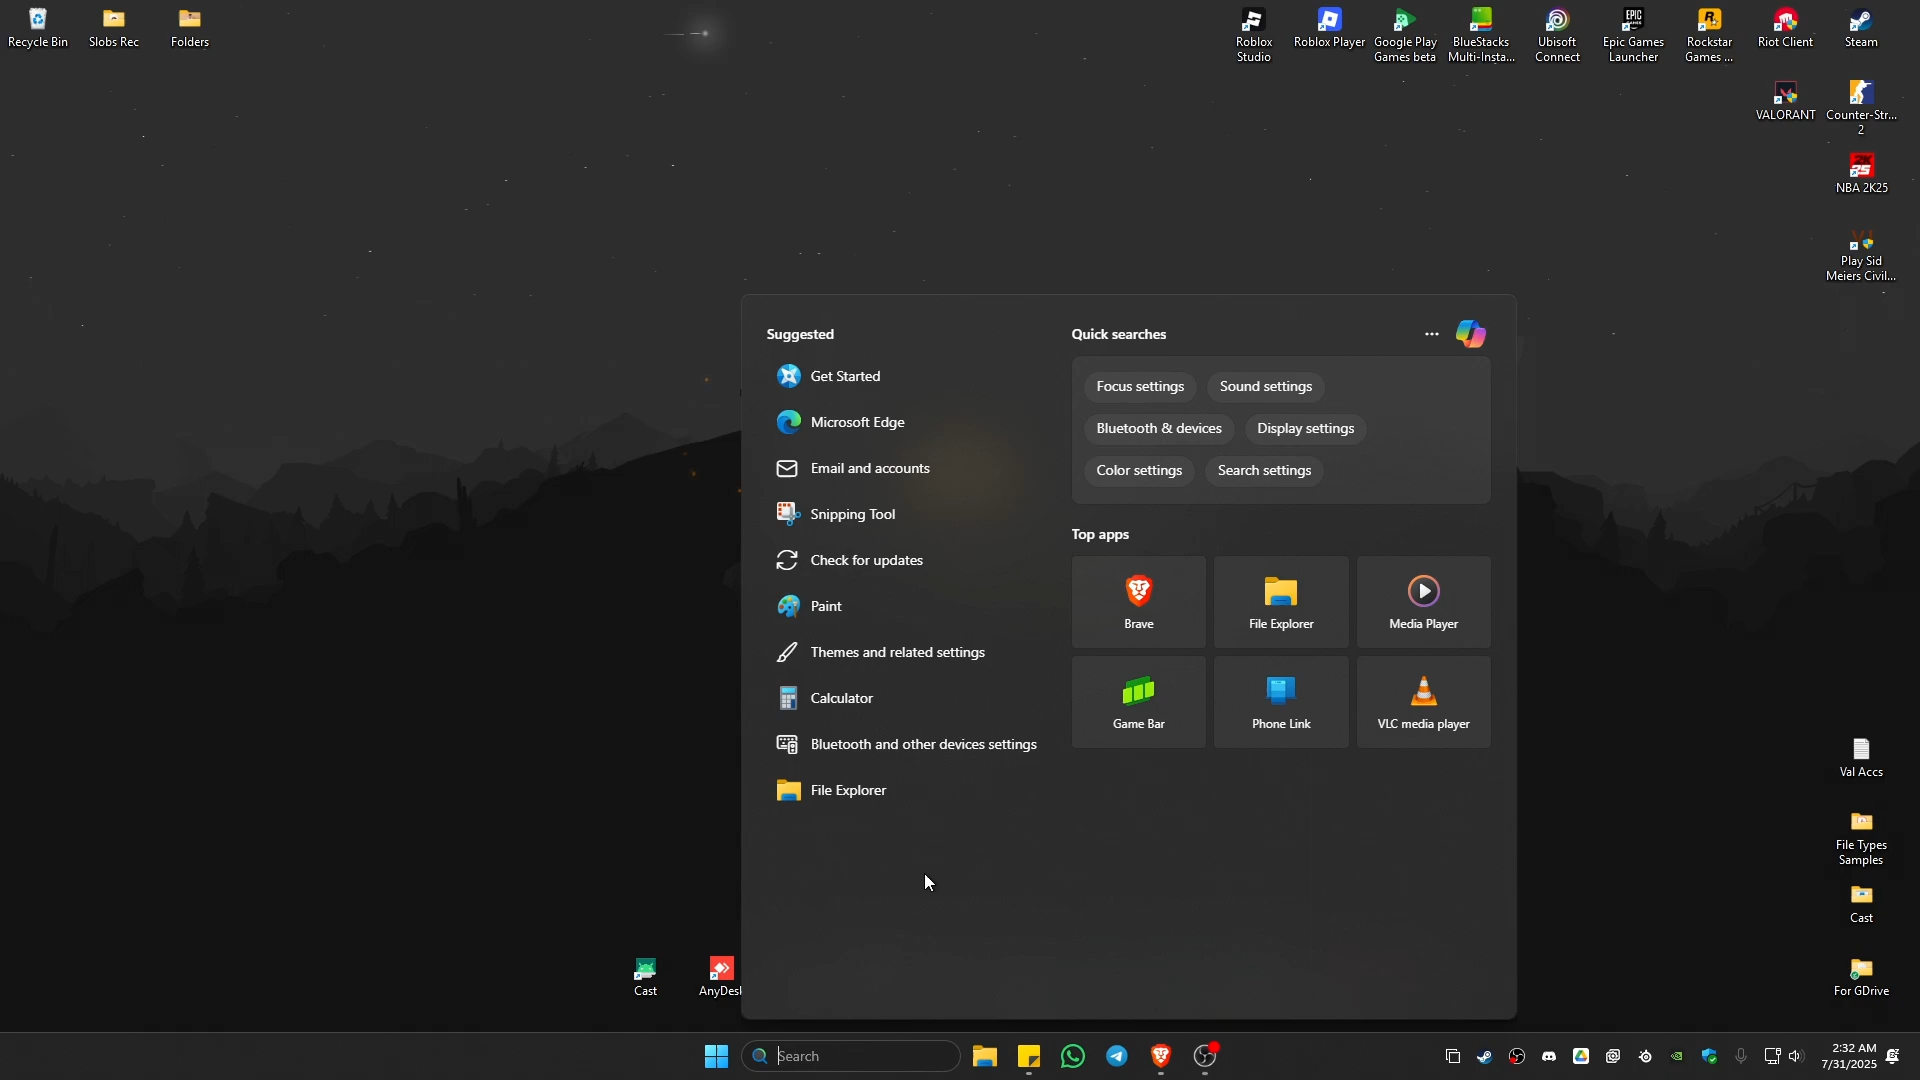 Recycle Bin
Slobs Rec
Folders
Roblox
Studio
Roblox Player
Google Play
Games beta
BlueStacks
Multi-Insta...
Ubisoft
Connect
EPIC
GAMES
Epic Games
Launcher
Rockstar
Games ...
Riot Client
Steam
VALORANT
Counter-Str...
2
2K
25
NBA 2K25
VI
Play Sid
Meiers Civil...
Suggested
Get Started
Microsoft Edge
Email and accounts
Snipping Tool
Check for updates
Paint
Themes and related settings
Calculator
Bluetooth and other devices settings
File Explorer
Quick searches
Focus settings
Sound settings
Bluetooth & devices
Display settings
Color settings
Search settings
Top apps
Brave
File Explorer
Media Player
Game Bar
Phone Link
VLC media player
Val Accs
File Types
Samples
Cast
For GDrive
Cast
AnyDesk
Search
2:32 AM
7/31/2025